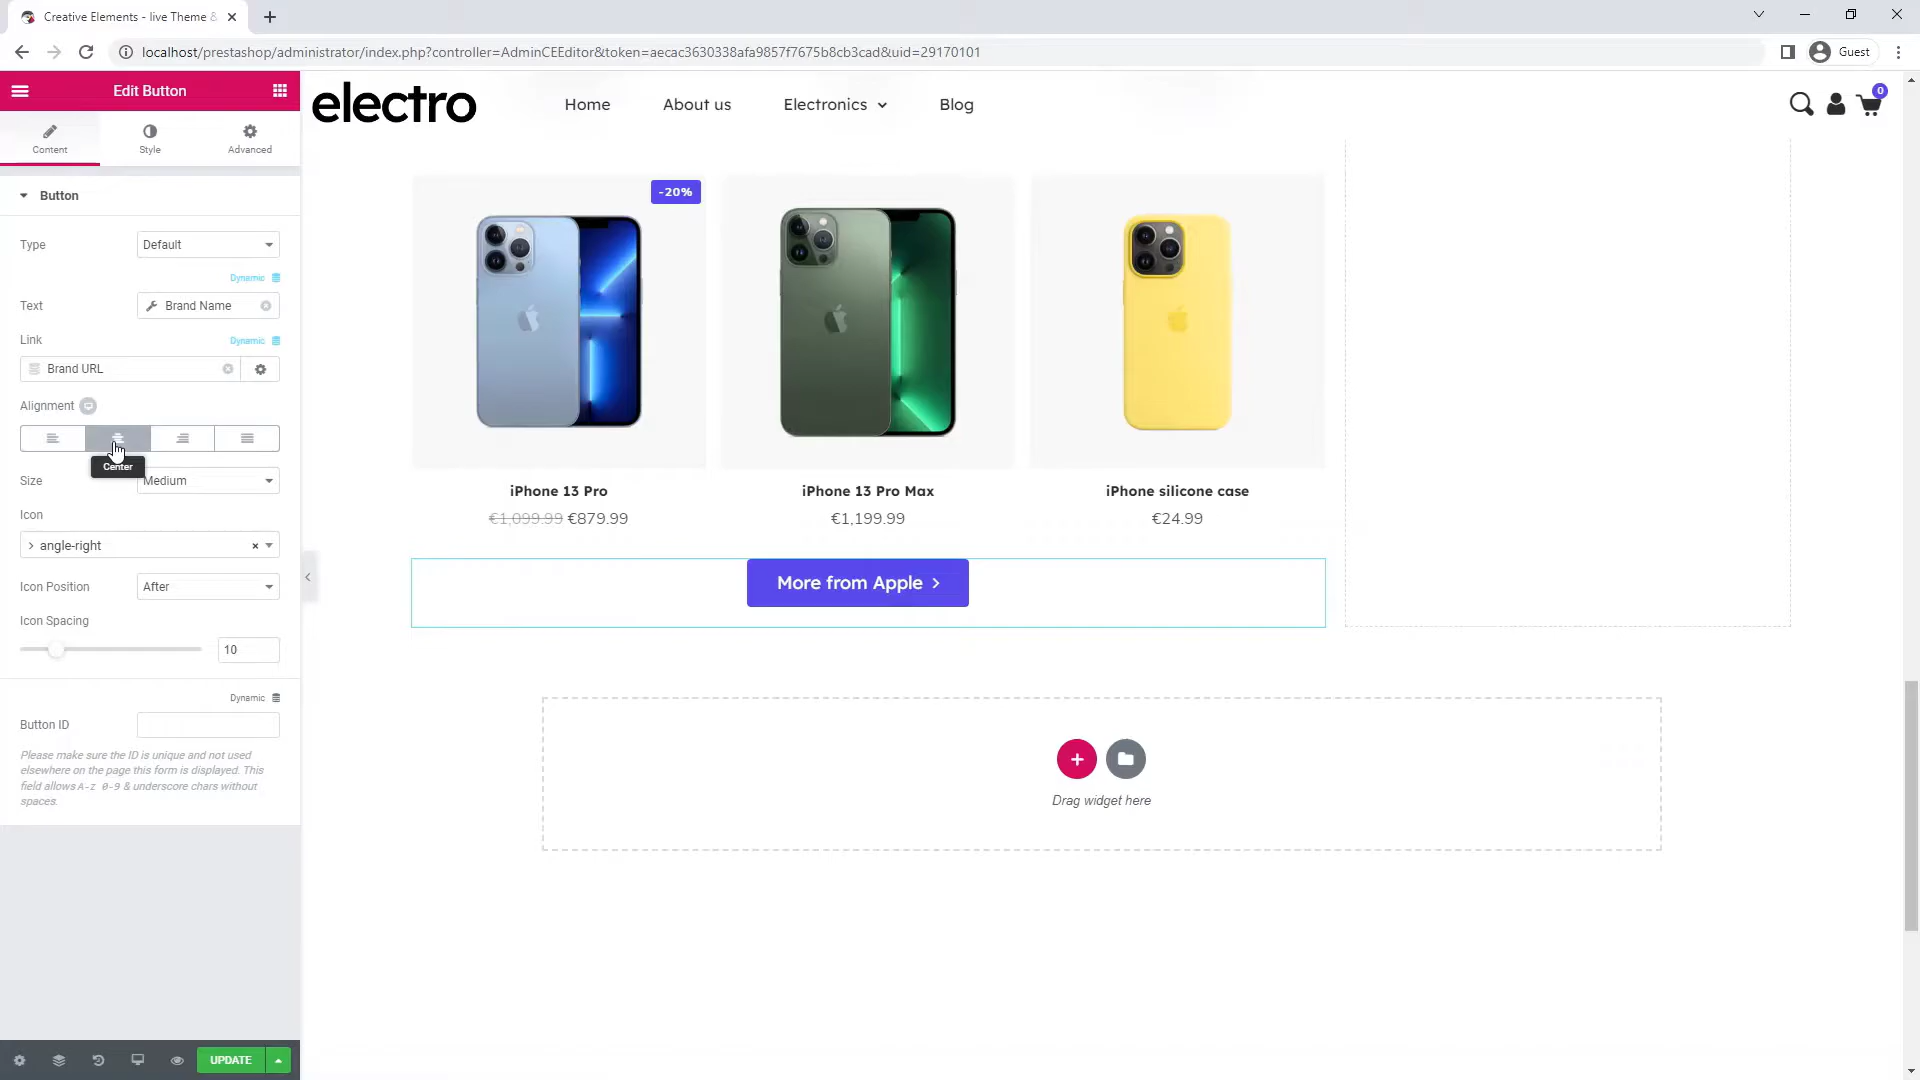 Creative Elements - live Theme &
localhost/prestashop/administrator/index.php?controller=AdminCEEditor&token=aecac3630338afa9857f7675b8cb3cad&uid=29170101
Guest
Edit Button
electro
Home
About us
Electronics
Blog
0
Content
Style
Advanced
Button
Type
Default
Dynamic
Text
Brand Name
Link
Dynamic
Brand URL
Alignment
Center
Size
Medium
Icon
angle-right
Icon Position
After
Icon Spacing
10
Dynamic
Button ID
Please make sure the ID is unique and not used
elsewhere on the page this form is displayed. This
field allows A-z 0-9 & underscore chars without
spaces.
UPDATE
-20%
iPhone 13 Pro
€1,099.99 €879.99
iPhone 13 Pro Max
€1,199.99
iPhone silicone case
€24.99
More from Apple
Drag widget here